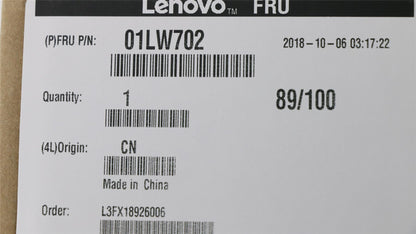 Lenovo™ FRU
(P)FRU P/N: 01LW702 2018-10-06 03:17:22
Quantity: 1 89/100
(4L)Origin: CN
Made in China
Order: L3FX18926006